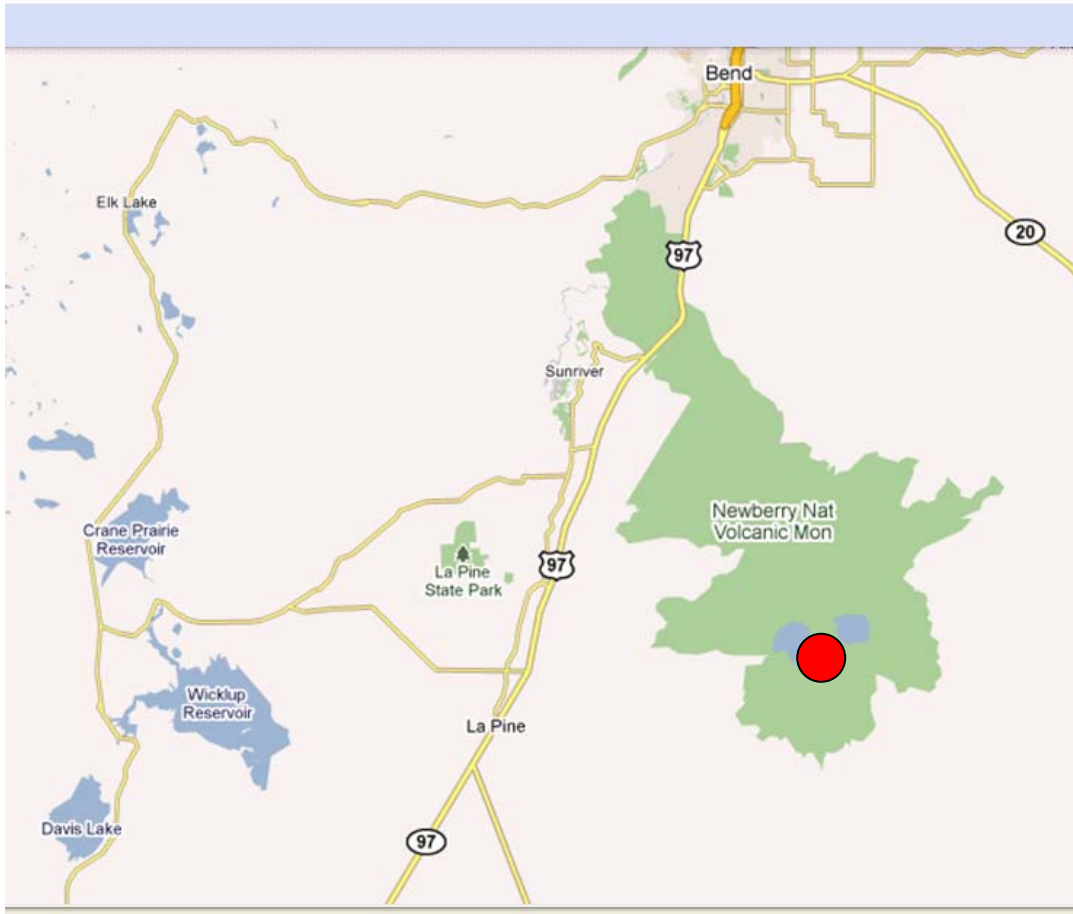 Bend
Elk Lake
20
97
Sunriver
Newberry Nat
Volcanic Mon
Crane Prairie
Reservoir
97
La Pine
State Park
Wicklup
Reservoir
La Pine
Davis Lake
97